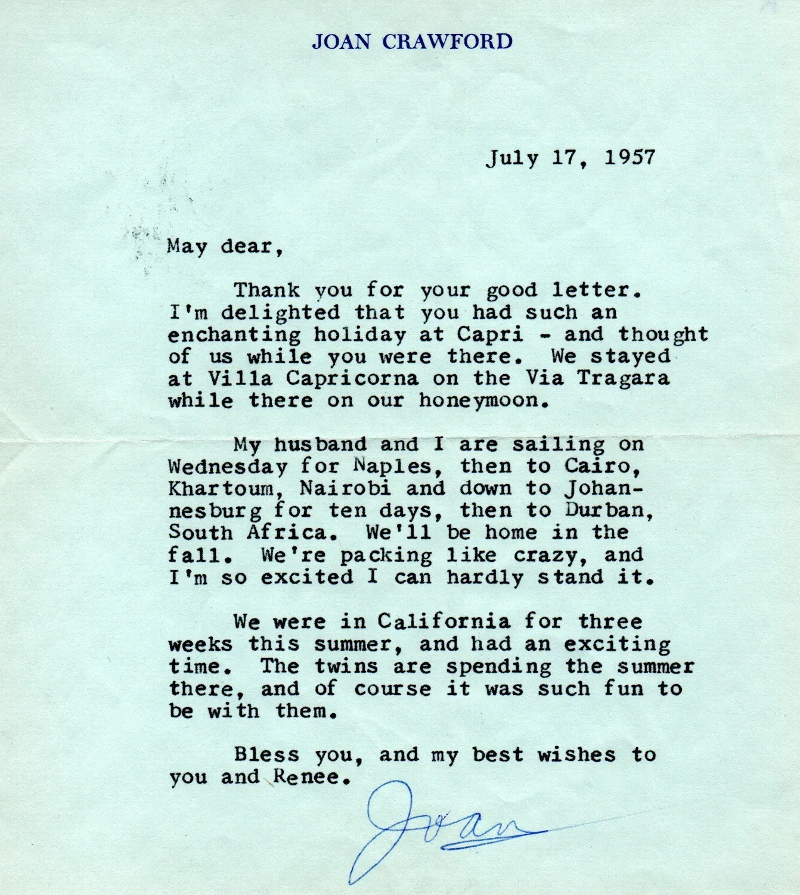 JOAN CRAWFORD
July 17, 1957
May dear,
Thank you for your good letter.
I'm delighted that you had such an
enchanting holiday at Capri - and thought
of us while you were there. We stayed
at Villa Capricorna on the Via Tragara
while there on our honeymoon.
My husband and I are sailing on
Wednesday for Naples, then to Cairo,
Khartoum, Nairobi and down to Johan-
nesburg for ten days, then to Durban,
South Africa. We'll be home in the
fall. We're packing like crazy, and
I'm so excited I can hardly stand it.
We were in California for three
weeks this summer, and had an exciting
time. The twins are spending the summer
there, and of course it was such fun to
be with them.
Bless you, and my best wishes to
you and Renee.
Joan